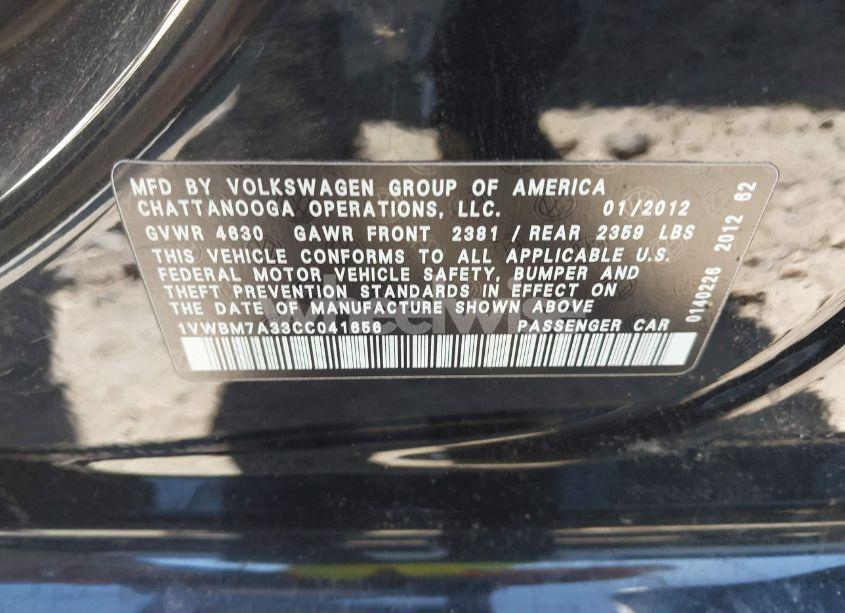 MFD BY VOLKSWAGEN GROUP OF AMERICA
CHATTANOOGA OPERATIONS, LLC. 01/2012
GVWR 4630 GAWR FRONT 2381 / REAR 2359 LBS
THIS VEHICLE CONFORMS TO ALL APPLICABLE U.S.
FEDERAL MOTOR VEHICLE SAFETY, BUMPER AND
THEFT PREVENTION STANDARDS IN EFFECT ON
THE DATE OF MANUFACTURE SHOWN ABOVE
1VWBM7A33CC041656 PASSENGER CAR
01A0226 2012 62